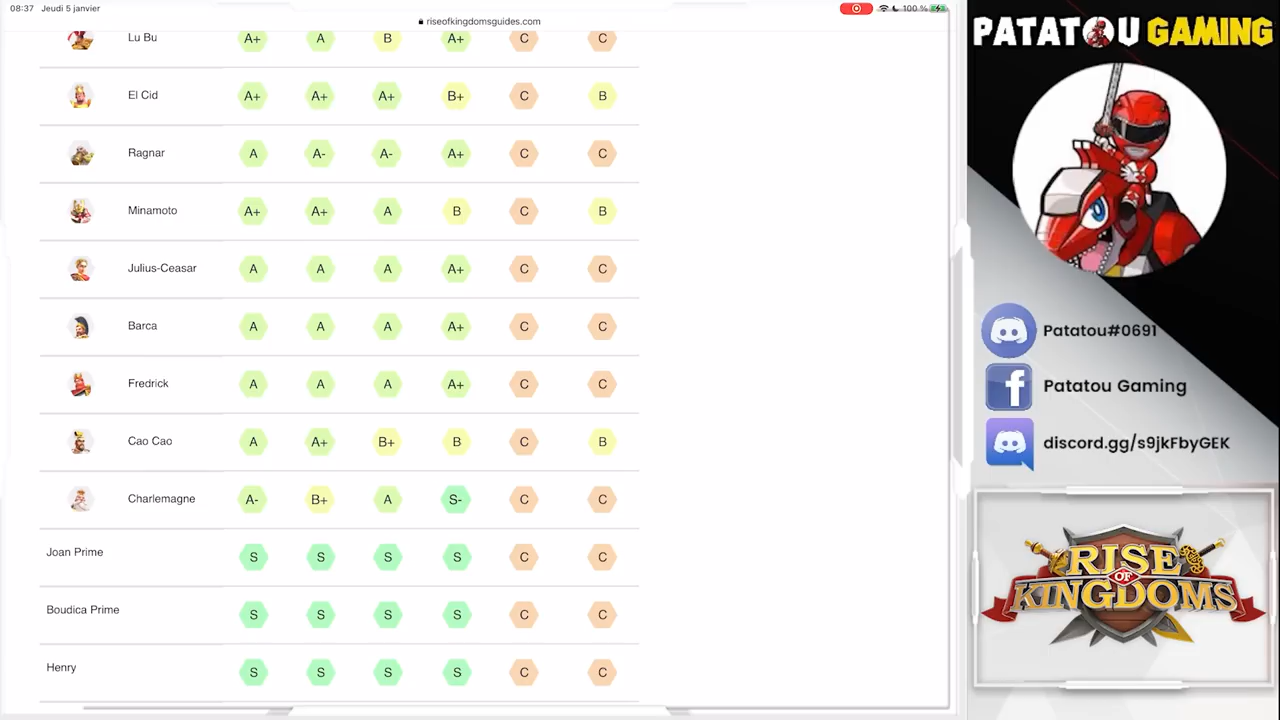 08:37 Jeudi 5 janvier
100 %
riseofkingdomsguides.com
Lu Bu A+ A B A+ C C
El Cid A+ A+ A+ B+ C B
Ragnar A A- A- A+ C C
Minamoto A+ A+ A B C B
Julius-Ceasar A A A A+ C C
Barca A A A A+ C C
Fredrick A A A A+ C C
Cao Cao A A+ B+ B C B
Charlemagne A- B+ A S- C C
Joan Prime S S S S C C
Boudica Prime S S S S C C
Henry S S S S C C
PATATOU GAMING
Patatou#0691
Patatou Gaming
discord.gg/s9jkFbyGEK
RISE
OF
KINGDOMS